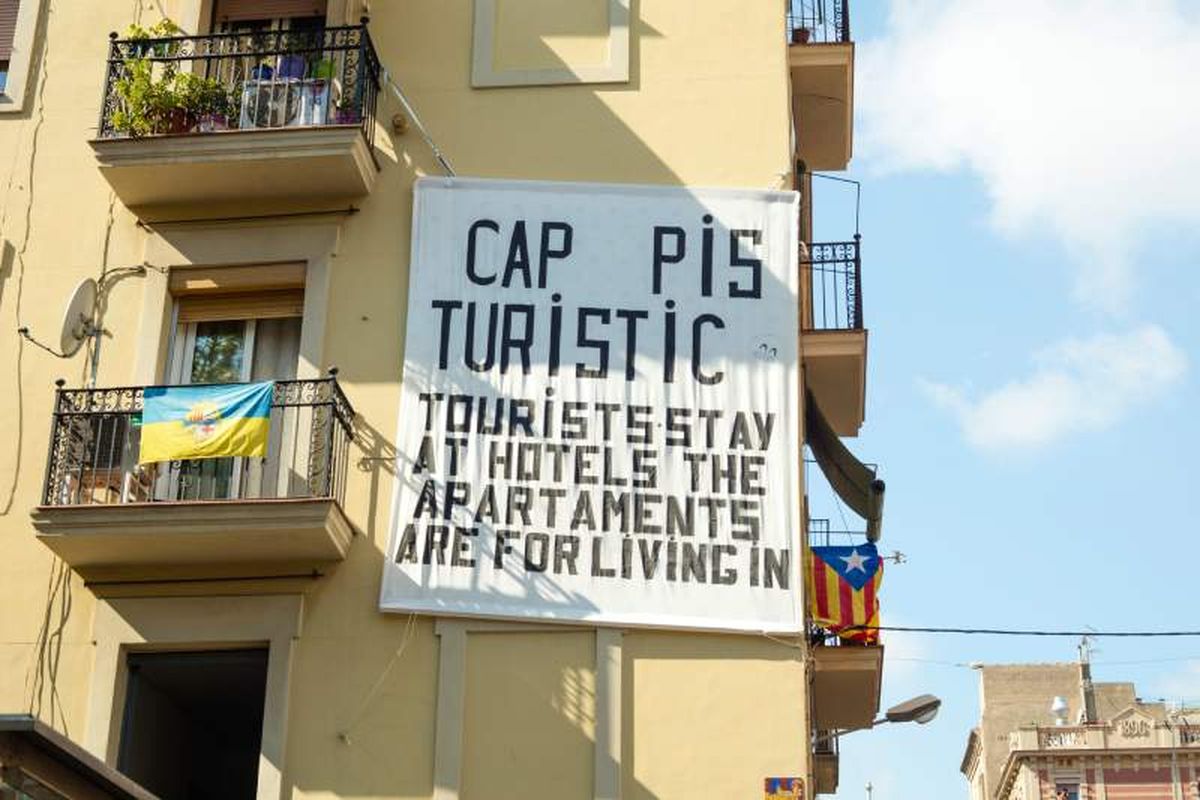 CAP PiS
TURiSTiC
TOURiSTS·STAY
AT HOTELS THE
APARTAMENTS
ARE FOR LiViNG iN